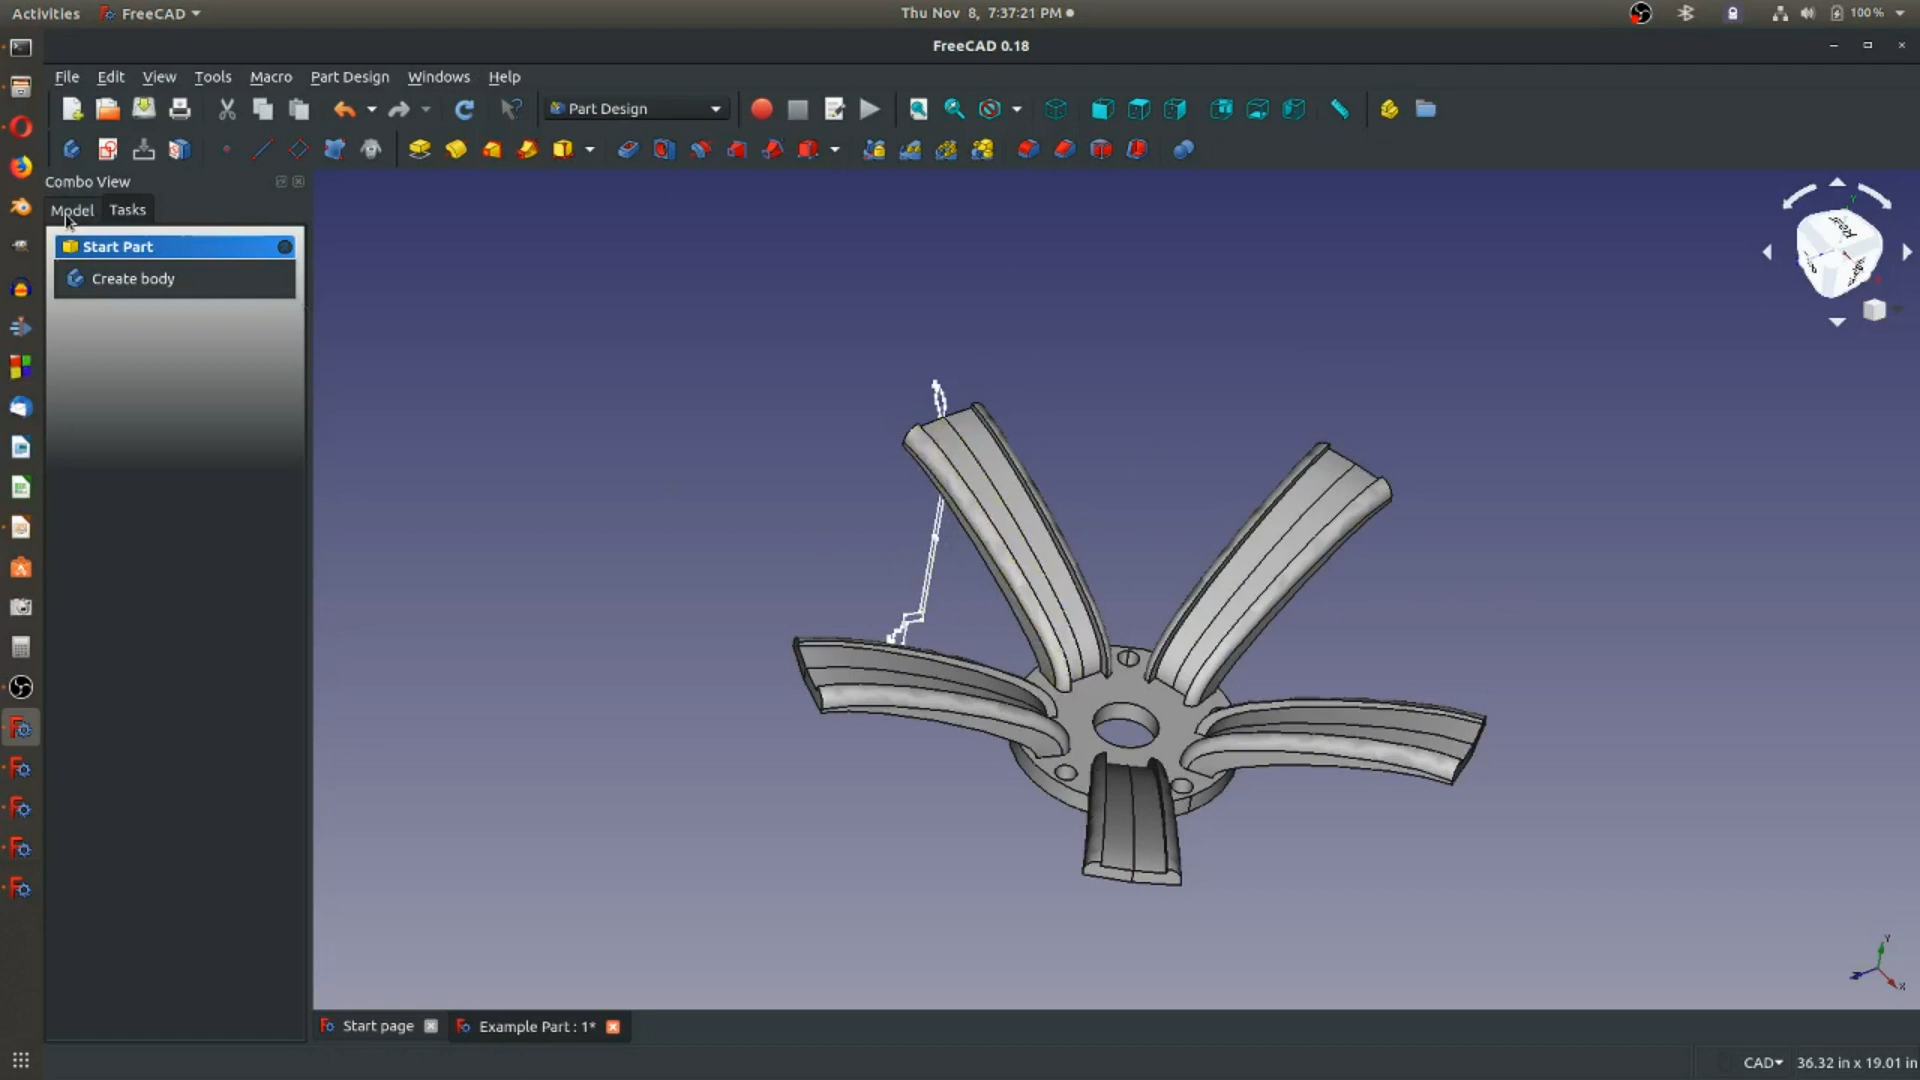 Activities
FreeCAD
Thu Nov 8, 7:37:21 PM
100%
FreeCAD 0.18
File Edit View Tools Macro Part Design Windows Help
Part Design
Combo View
Model Tasks
Start Part
Create body
Rear
Y
Start page
Example Part : 1*
Y
Z
X
CAD
36.32 in x 19.01 in